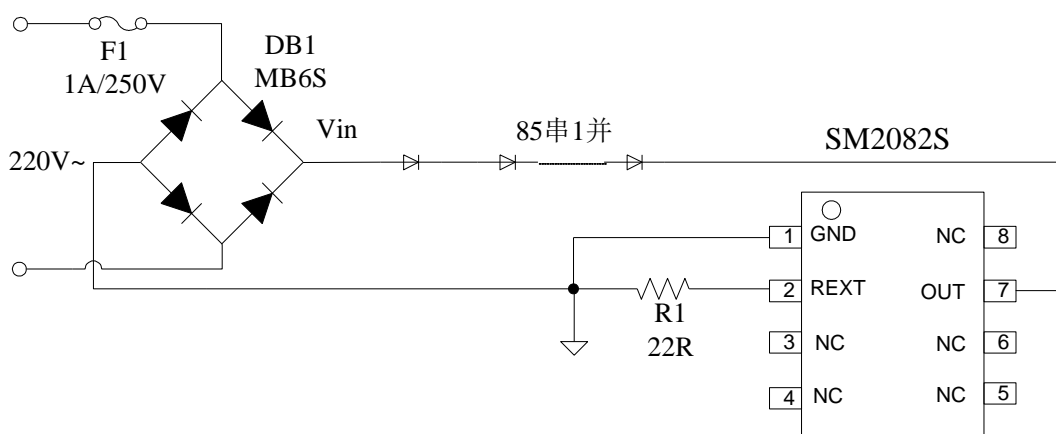 F1
1A/250V
DB1
MB6S
220V~
Vin
85串1并
SM2082S
1 GND NC 8
2 REXT OUT 7
3 NC NC 6
4 NC NC 5
R1
22R